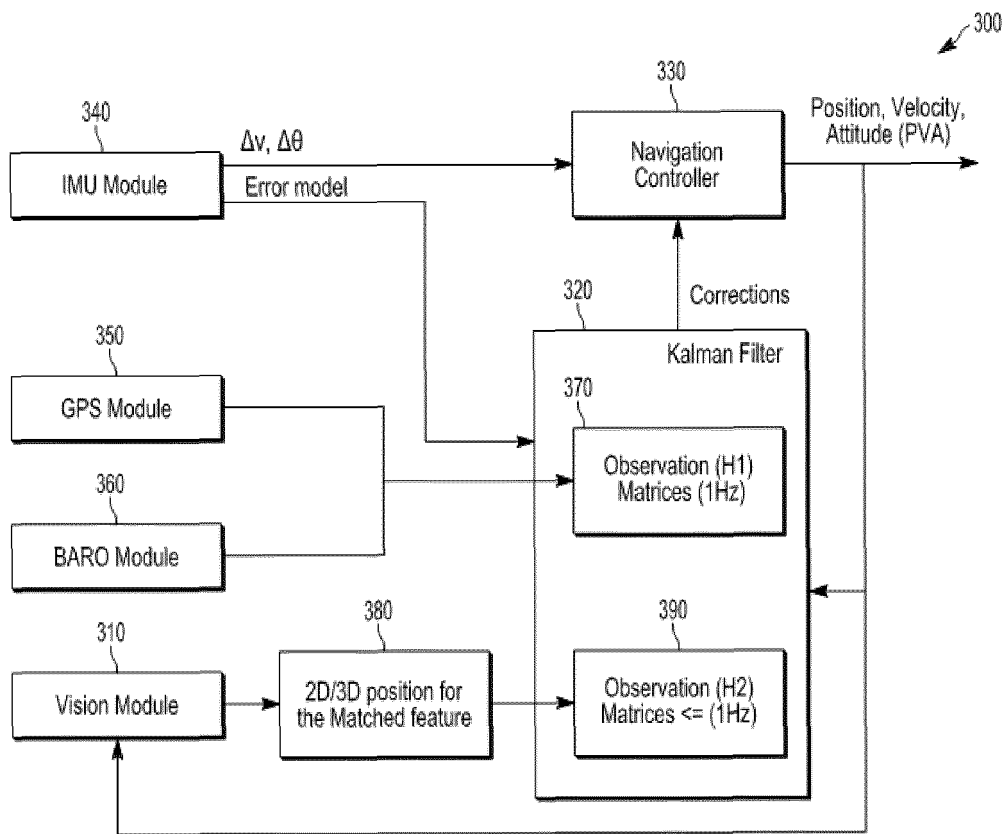 300
340
IMU Module
Δv, Δθ
Error model
330
Navigation
Controller
Position, Velocity,
Attitude (PVA)
Corrections
320
Kalman Filter
350
GPS Module
360
BARO Module
370
Observation (H1)
Matrices (1Hz)
310
Vision Module
380
2D/3D position for
the Matched feature
390
Observation (H2)
Matrices <= (1Hz)